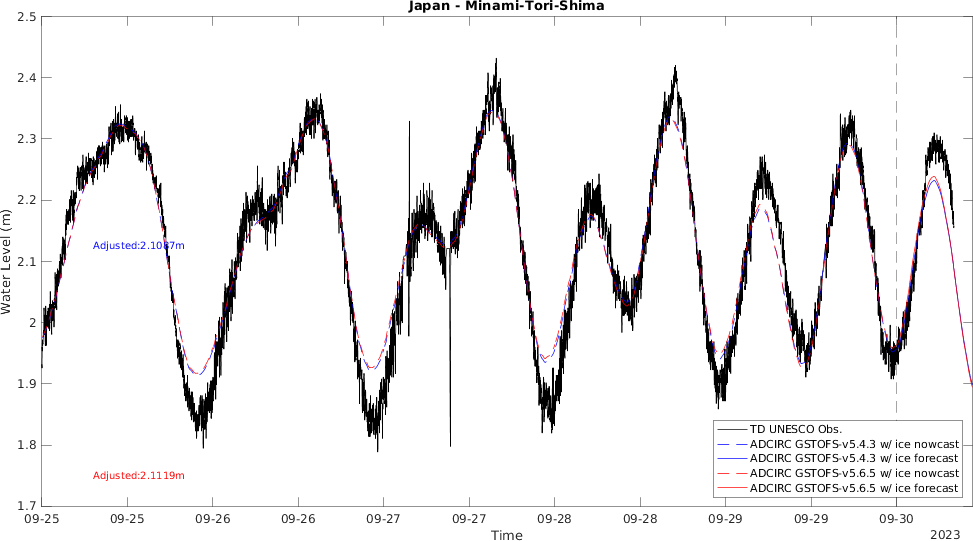 Japan - Minami-Tori-Shima
2.5
2.4
2.3
2.2
2.1
2
1.9
1.8
1.7
Water Level (m)
Adjusted:2.1087m
Adjusted:2.1119m
TD UNESCO Obs.
ADCIRC GSTOFS-v5.4.3 w/ ice nowcast
ADCIRC GSTOFS-v5.4.3 w/ ice forecast
ADCIRC GSTOFS-v5.6.5 w/ ice nowcast
ADCIRC GSTOFS-v5.6.5 w/ ice forecast
09-25 09-25 09-26 09-26 09-27 09-27 09-28 09-28 09-29 09-29 09-30
Time
2023